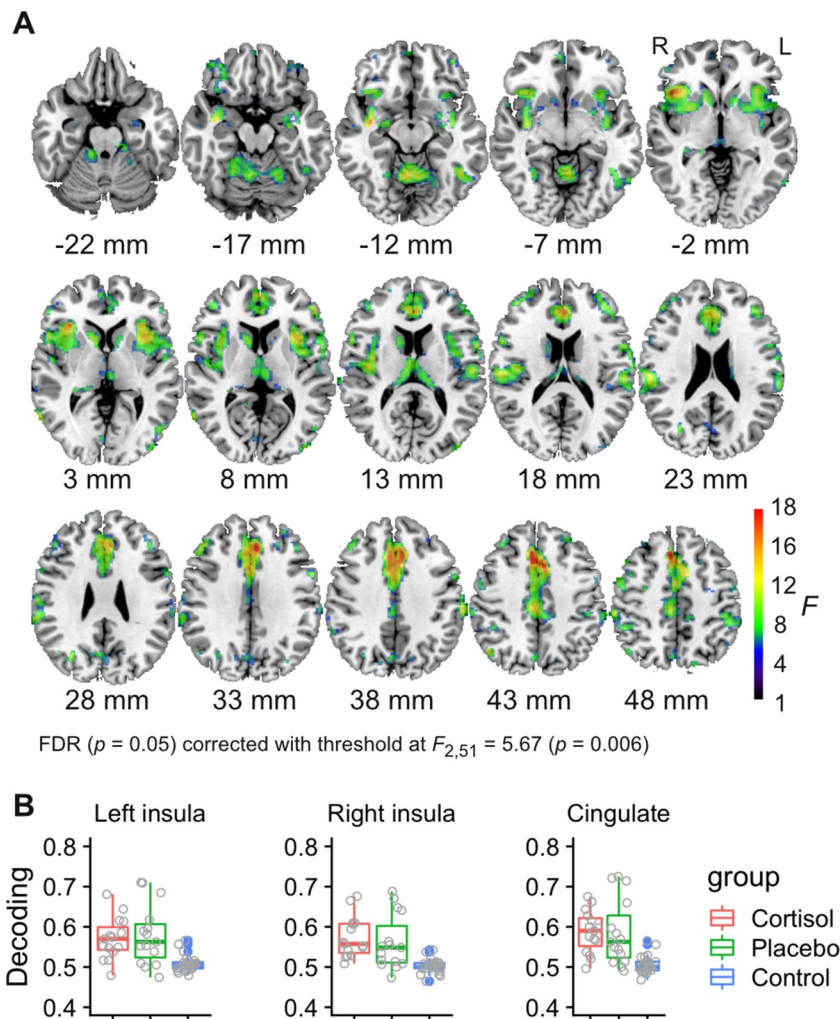 A
R L
-22 mm -17 mm -12 mm -7 mm -2 mm
3 mm 8 mm 13 mm 18 mm 23 mm
18
16
12
8
4
1
F
28 mm 33 mm 38 mm 43 mm 48 mm
FDR (p = 0.05) corrected with threshold at F2,51 = 5.67 (p = 0.006)
B
Left insula Right insula Cingulate
Decoding
0.8 0.8 0.8
0.7 0.7 0.7
0.6 0.6 0.6
0.5 0.5 0.5
0.4 0.4 0.4
group
Cortisol
Placebo
Control